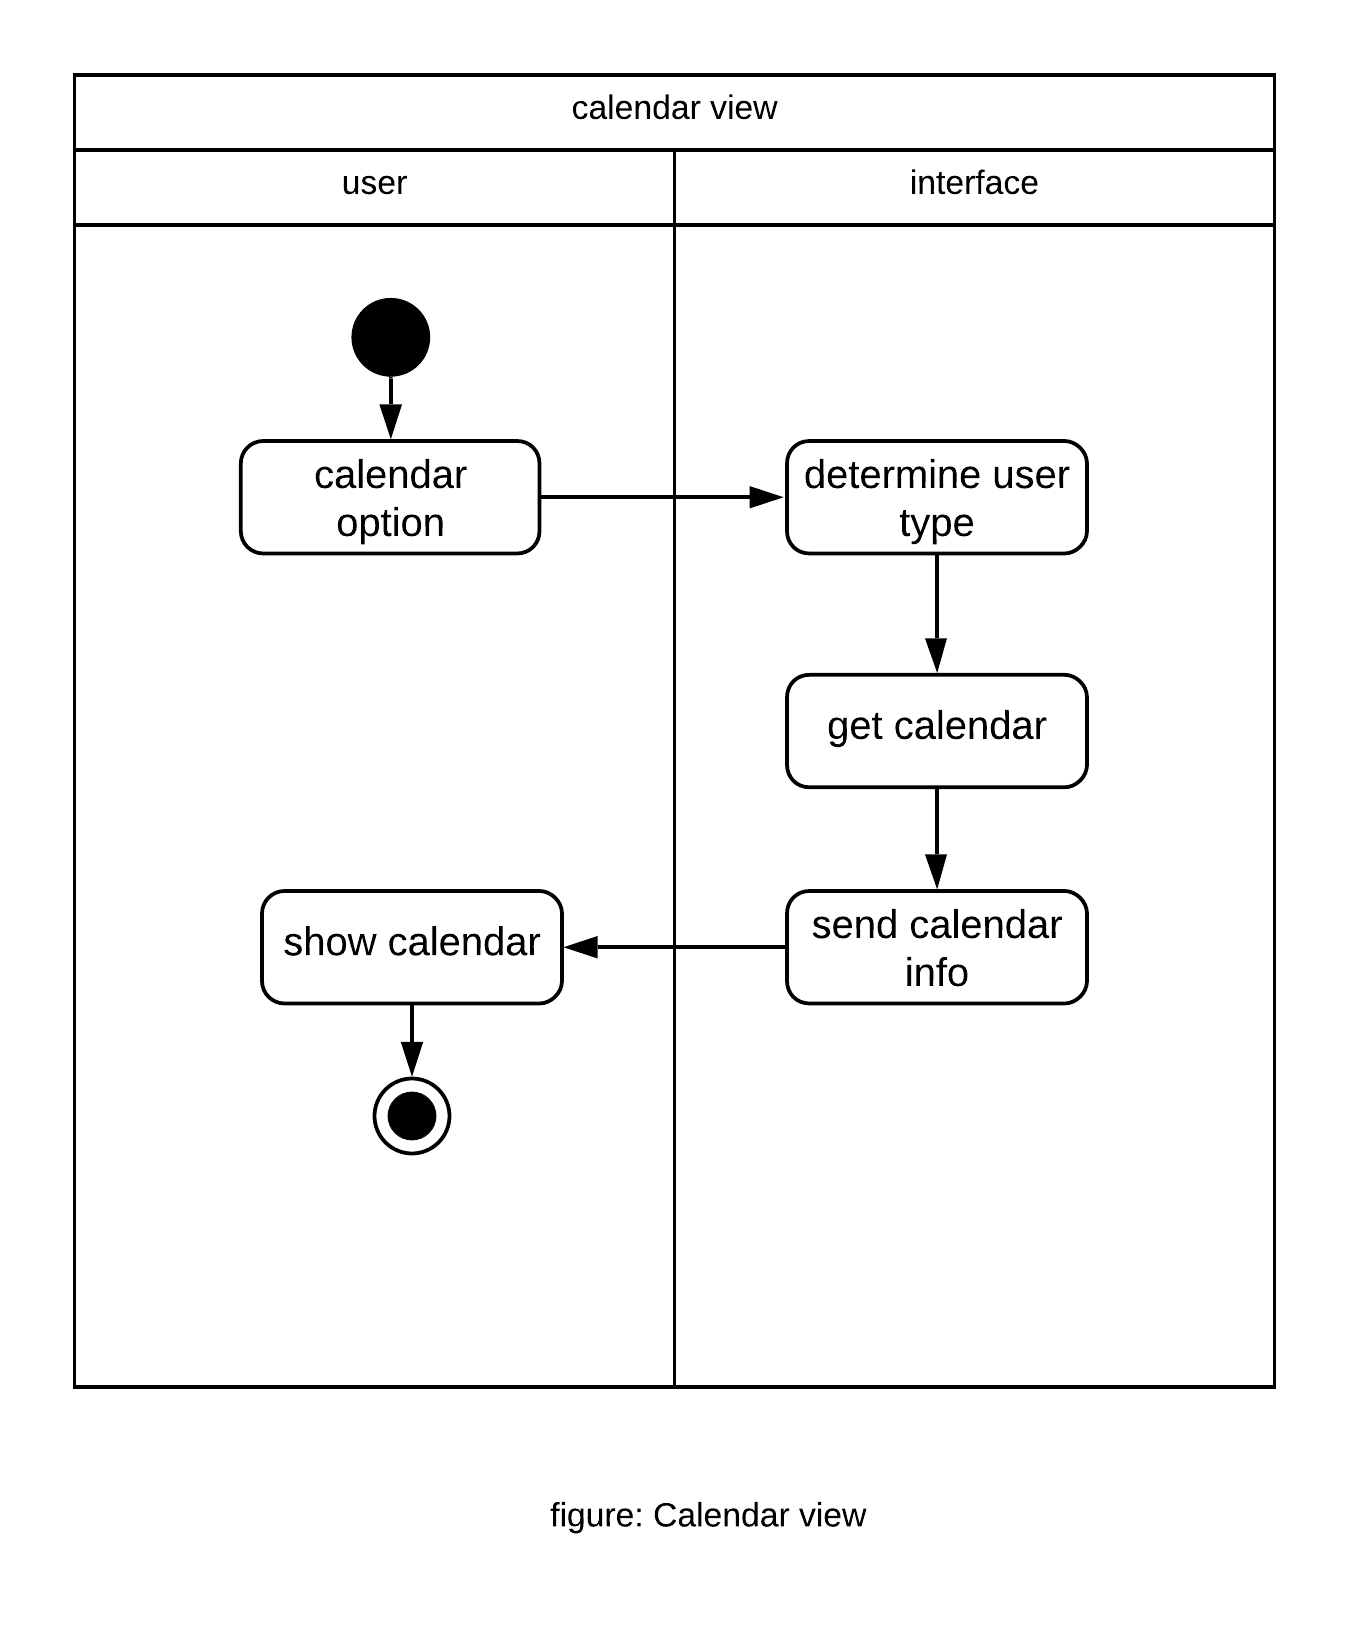 calendar view
user
interface
calendar
option
determine user
type
get calendar
send calendar
info
show calendar
figure: Calendar view